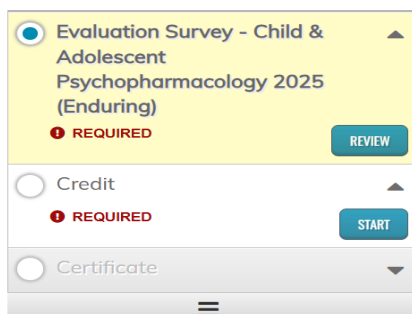 Evaluation Survey - Child &
Adolescent
Psychopharmacology 2025
(Enduring)
REQUIRED
REVIEW
Credit
REQUIRED
START
Certificate